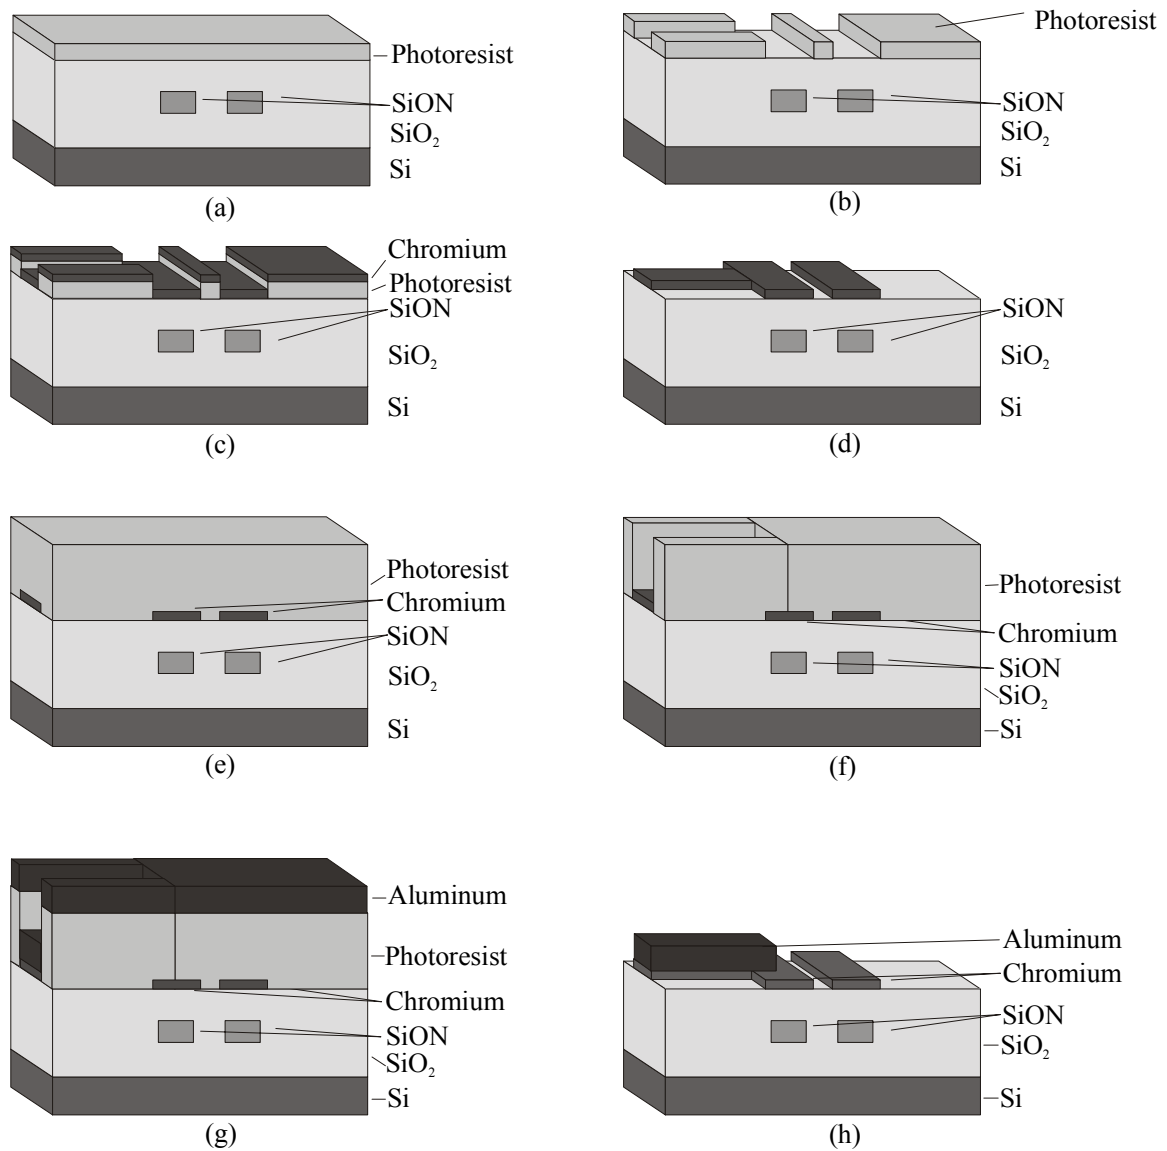 Photoresist
SiON
SiO₂
Si
(a)
Photoresist
SiON
SiO₂
Si
(b)
Chromium
Photoresist
SiON
SiO₂
Si
(c)
SiON
SiO₂
Si
(d)
Photoresist
Chromium
SiON
SiO₂
Si
(e)
Photoresist
Chromium
SiON
SiO₂
Si
(f)
Aluminum
Photoresist
Chromium
SiON
SiO₂
Si
(g)
Aluminum
Chromium
SiON
SiO₂
Si
(h)